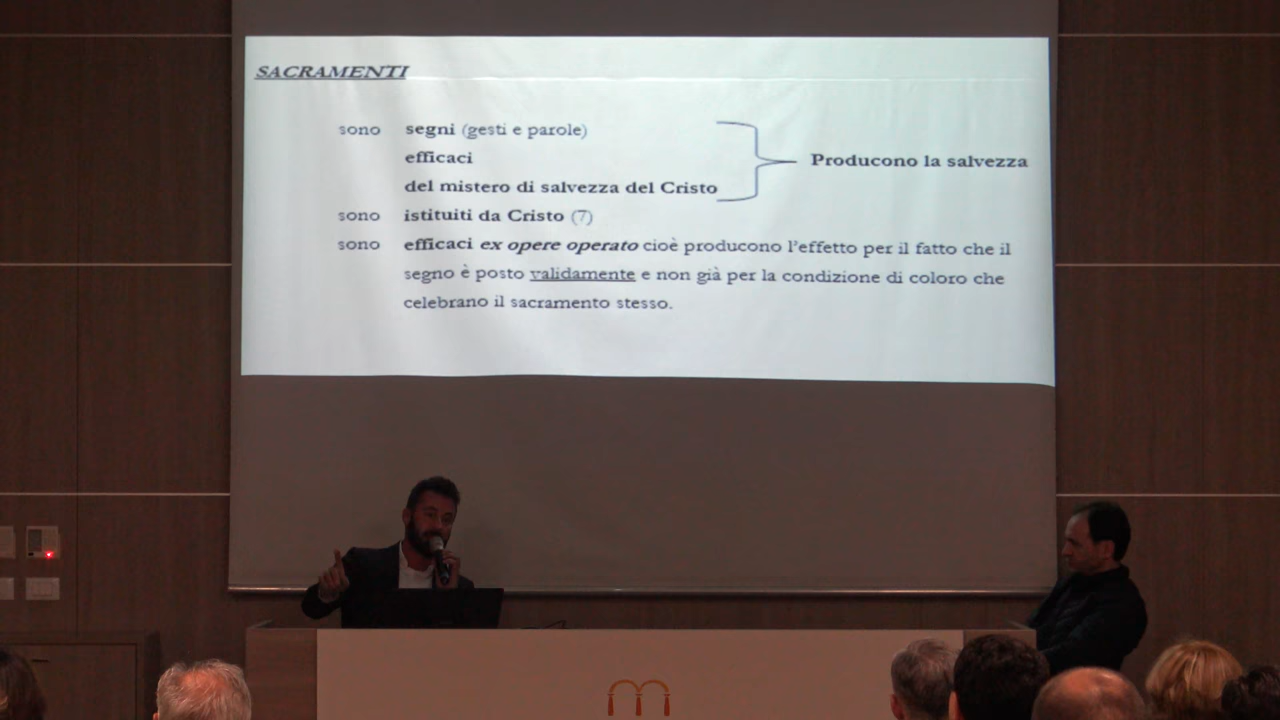 SACRAMENTI
sono segni (gesti e parole)
efficaci
del mistero di salvezza del Cristo
Producono la salvezza
sono istituiti da Cristo (7)
sono efficaci ex opere operato cioè producono l'effetto per il fatto che il
segno è posto validamente e non già per la condizione di coloro che
celebrano il sacramento stesso.